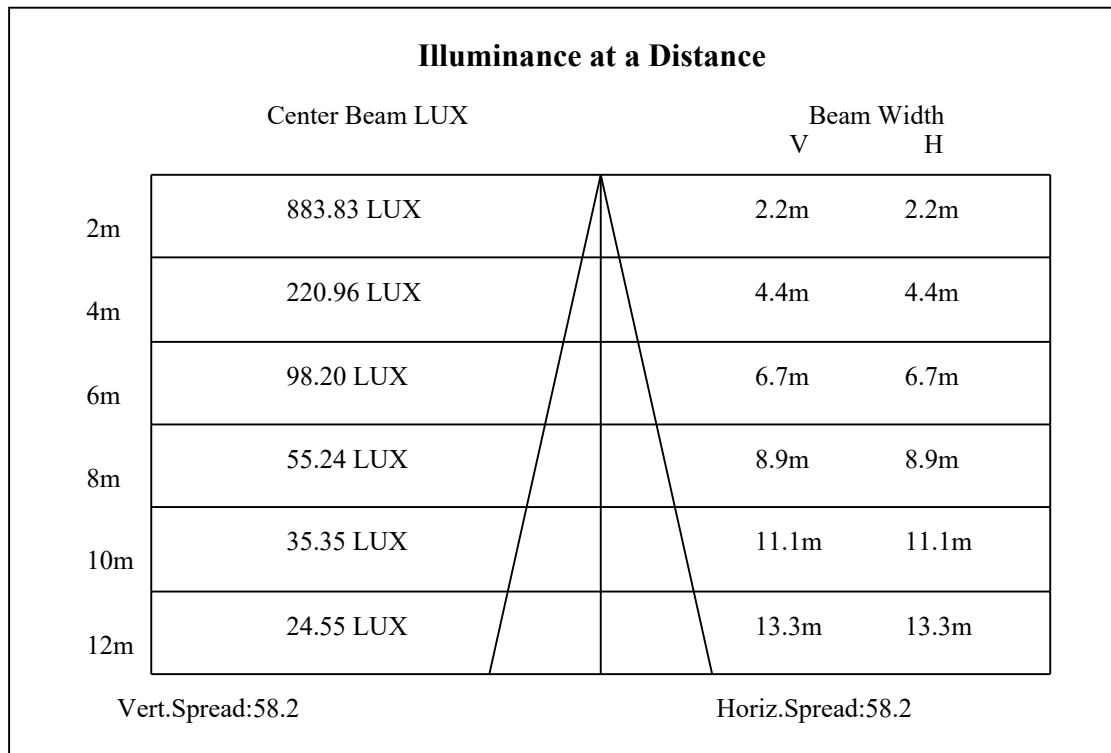 Illuminance at a Distance
Center Beam LUX Beam Width
V H
883.83 LUX 2.2m 2.2m
2m
220.96 LUX 4.4m 4.4m
4m
98.20 LUX 6.7m 6.7m
6m
55.24 LUX 8.9m 8.9m
8m
35.35 LUX 11.1m 11.1m
10m
24.55 LUX 13.3m 13.3m
12m
Vert.Spread:58.2 Horiz.Spread:58.2